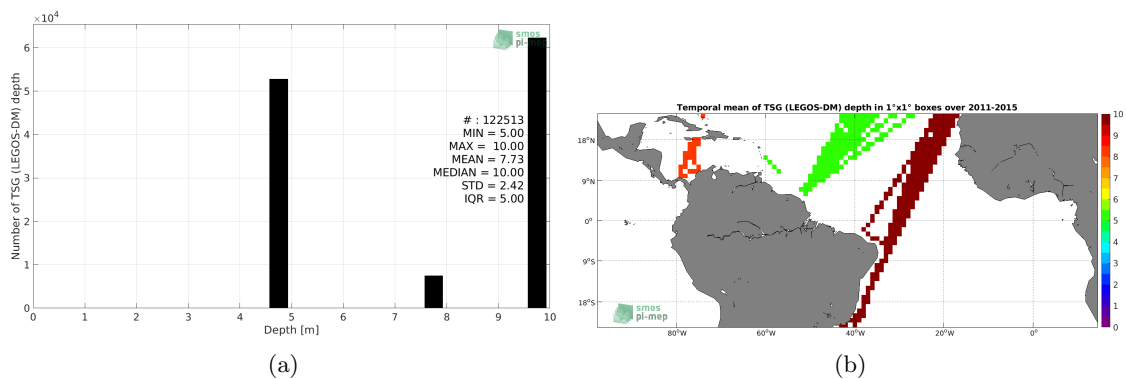 ×10⁴
6
5
4
3
2
1
0
Number of TSG (LEGOS-DM) depth
smos
pi-mep
# : 122513
MIN = 5.00
MAX = 10.00
MEAN = 7.73
MEDIAN = 10.00
STD = 2.42
IQR = 5.00
0 1 2 3 4 5 6 7 8 9 10
Depth [m]
(a)
Temporal mean of TSG (LEGOS-DM) depth in 1°x1° boxes over 2011-2015
18°N
9°N
0°
9°S
18°S
smos
pi-mep
80°W 60°W 40°W 20°W 0°
10
9
8
7
6
5
4
3
2
1
0
(b)